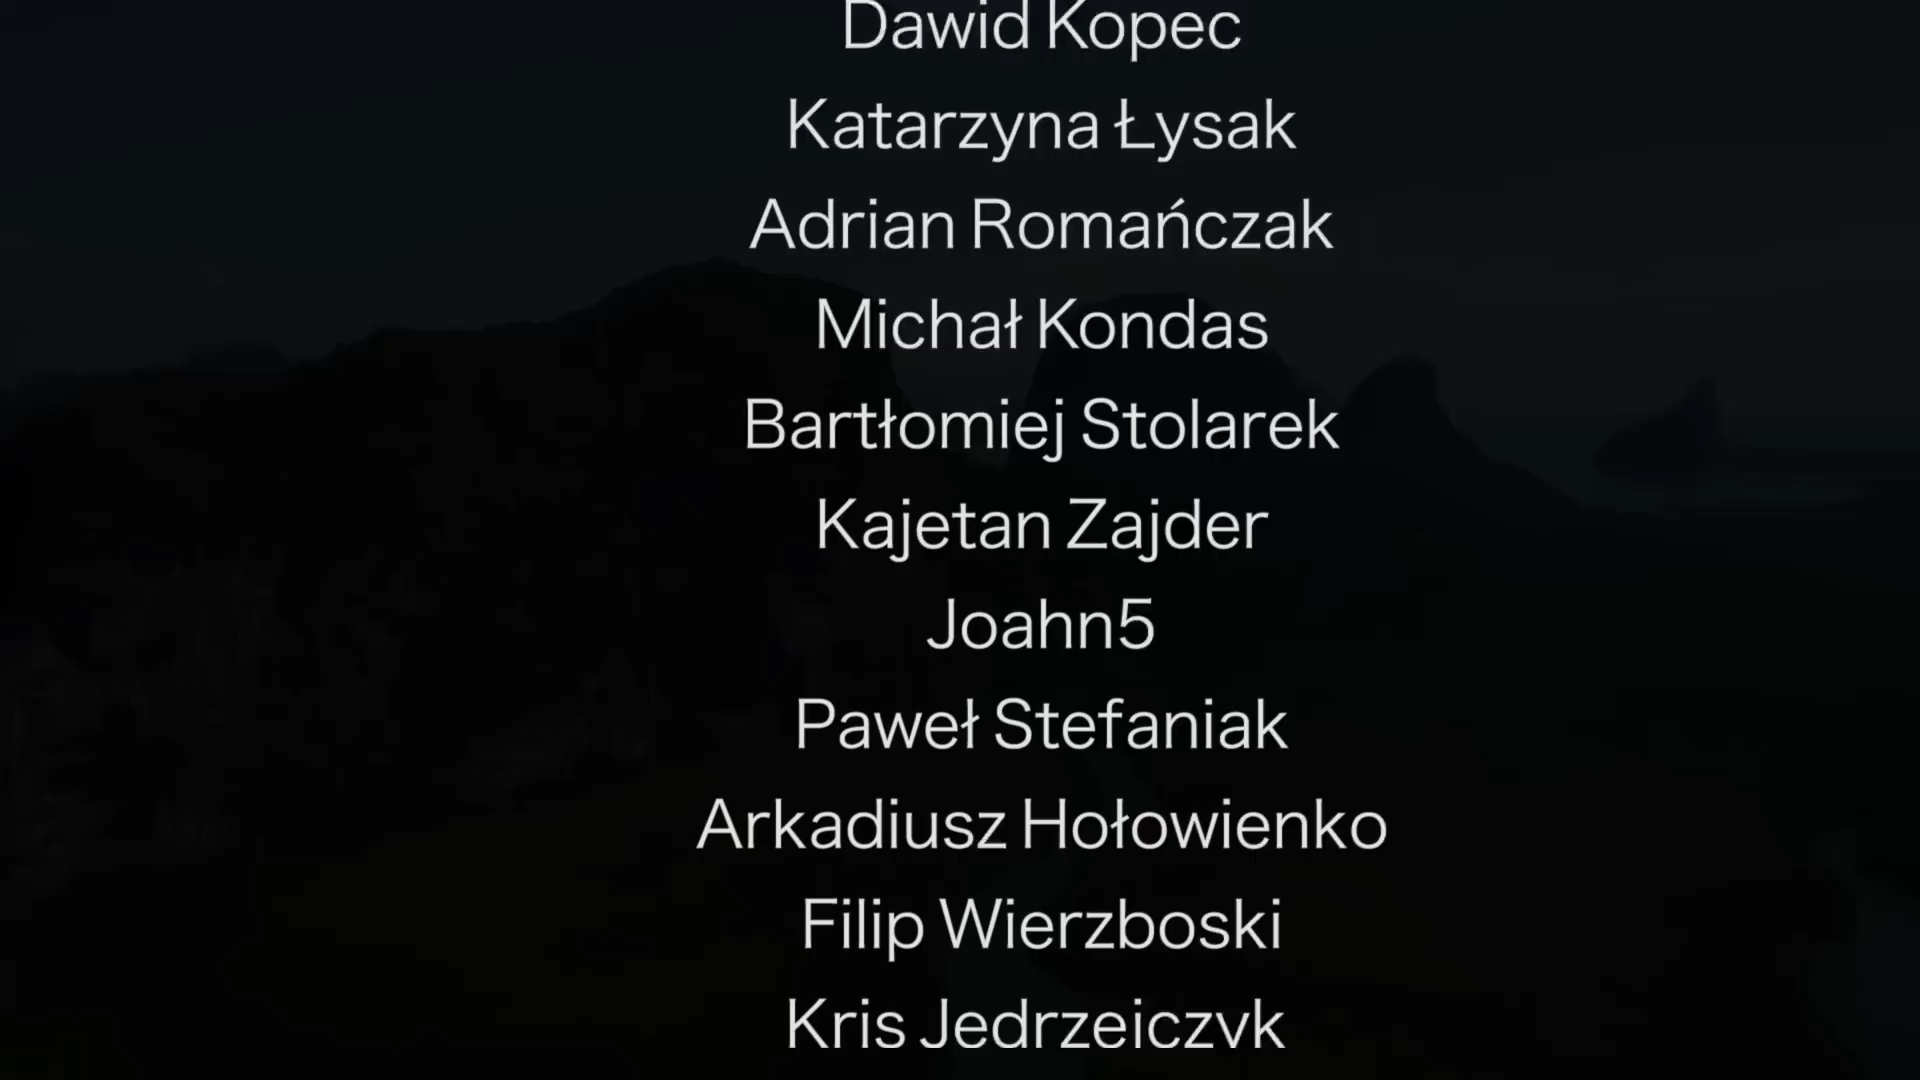 Dawid Kopec
Katarzyna Łysak
Adrian Romańczak
Michał Kondas
Bartłomiej Stolarek
Kajetan Zajder
Joahn5
Paweł Stefaniak
Arkadiusz Hołowienko
Filip Wierzboski
Kris Jedrzejczyk